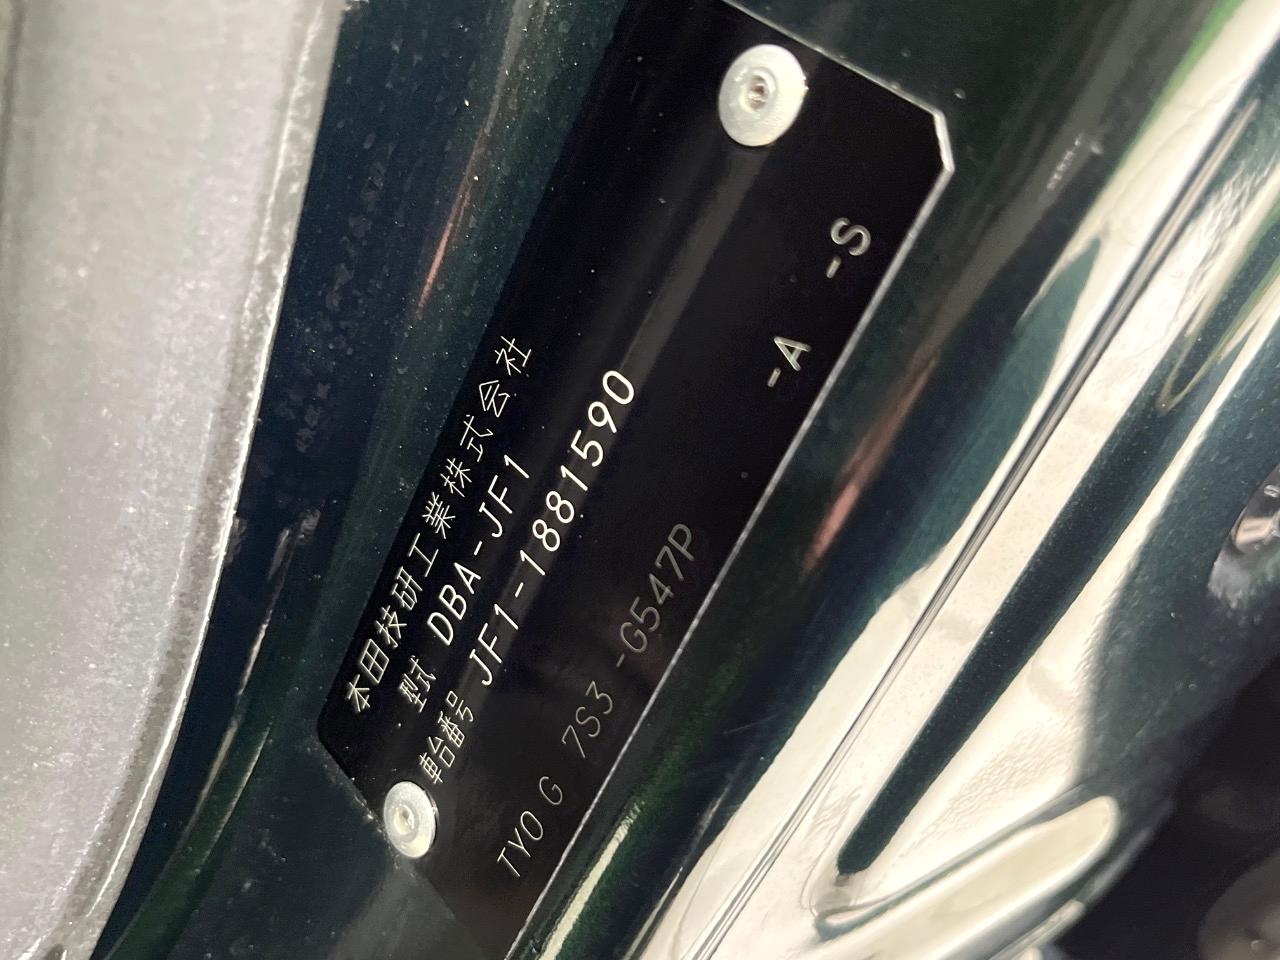 本田技研工業株式会社
型式 DBA-JF1
車台番号 JF1-1881590
TYO G 7S3 -G547P -A -S